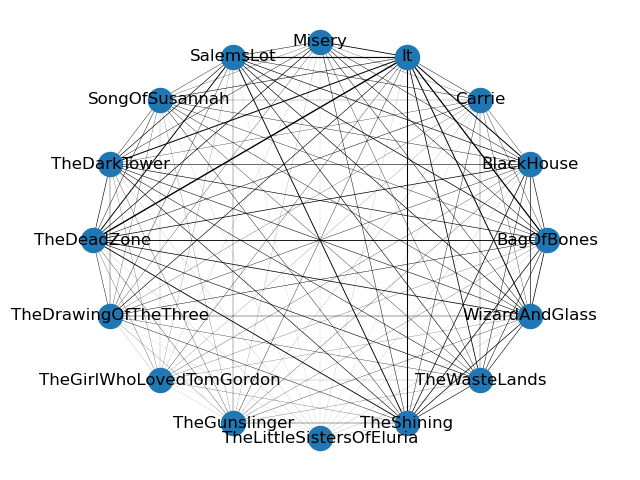 Misery
SalemsLot
It
SongOfSusannah
Carrie
TheDarkTower
BlackHouse
TheDeadZone
BagOfBones
TheDrawingOfTheThree
WizardAndGlass
TheGirlWhoLovedTomGordon
TheWasteLands
TheGunslinger
TheShining
TheLittleSistersOfEluria